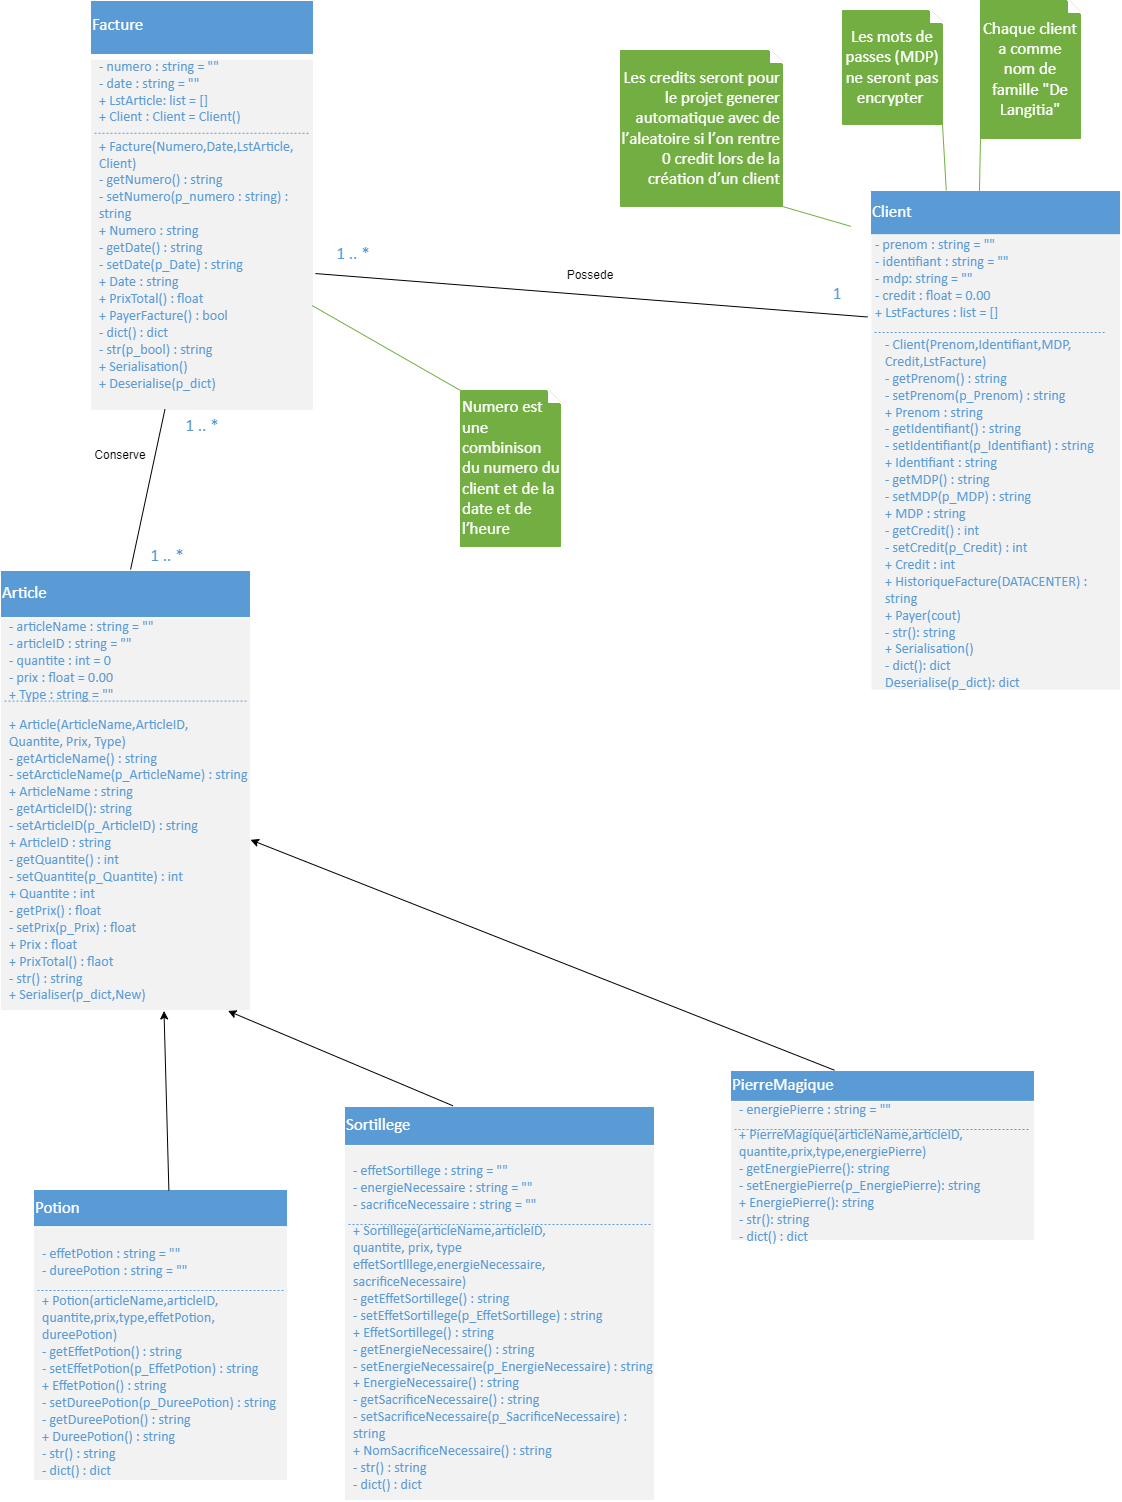 Facture
- numero : string = ""
- date : string = ""
+ LstArticle: list = []
+ Client : Client = Client()
+ Facture(Numero,Date,LstArticle,
Client)
- getNumero() : string
- setNumero(p_numero : string) :
string
+ Numero : string
- getDate() : string
- setDate(p_Date) : string
+ Date : string
+ PrixTotal() : float
+ PayerFacture() : bool
- dict() : dict
- str(p_bool) : string
+ Serialisation()
+ Deserialise(p_dict)
Les credits seront pour
le projet generer
automatique avec de
l’aleatoire si l’on rentre
0 credit lors de la
création d’un client
Les mots de
passes (MDP)
ne seront pas
encrypter
Chaque client
a comme
nom de
famille "De
Langitia"
1 .. *
Possede
1
Client
- prenom : string = ""
- identifiant : string = ""
- mdp: string = ""
- credit : float = 0.00
+ LstFactures : list = []
- Client(Prenom,Identifiant,MDP,
Credit,LstFacture)
- getPrenom() : string
- setPrenom(p_Prenom) : string
+ Prenom : string
- getIdentifiant() : string
- setIdentifiant(p_Identifiant) : string
+ Identifiant : string
- getMDP() : string
- setMDP(p_MDP) : string
+ MDP : string
- getCredit() : int
- setCredit(p_Credit) : int
+ Credit : int
+ HistoriqueFacture(DATACENTER) :
string
+ Payer(cout)
- str(): string
+ Serialisation()
- dict(): dict
Deserialise(p_dict): dict
Numero est
une
combinison
du numero du
client et de la
date et de
l’heure
1 .. *
Conserve
1 .. *
Article
- articleName : string = ""
- articleID : string = ""
- quantite : int = 0
- prix : float = 0.00
+ Type : string = ""
+ Article(ArticleName,ArticleID,
Quantite, Prix, Type)
- getArticleName() : string
- setArcticleName(p_ArticleName) : string
+ ArticleName : string
- getArticleID(): string
- setArticleID(p_ArticleID) : string
+ ArticleID : string
- getQuantite() : int
- setQuantite(p_Quantite) : int
+ Quantite : int
- getPrix() : float
- setPrix(p_Prix) : float
+ Prix : float
+ PrixTotal() : flaot
- str() : string
+ Serialiser(p_dict,New)
Potion
- effetPotion : string = ""
- dureePotion : string = ""
+ Potion(articleName,articleID,
quantite,prix,type,effetPotion,
dureePotion)
- getEffetPotion() : string
- setEffetPotion(p_EffetPotion) : string
+ EffetPotion() : string
- setDureePotion(p_DureePotion) : string
- getDureePotion() : string
+ DureePotion() : string
- str() : string
- dict() : dict
Sortillege
- effetSortillege : string = ""
- energieNecessaire : string = ""
- sacrificeNecessaire : string = ""
+ Sortillege(articleName,articleID,
quantite, prix, type
effetSortlllege,energieNecessaire,
sacrificeNecessaire)
- getEffetSortillege() : string
- setEffetSortillege(p_EffetSortillege) : string
+ EffetSortillege() : string
- getEnergieNecessaire() : string
- setEnergieNecessaire(p_EnergieNecessaire) : string
+ EnergieNecessaire() : string
- getSacrificeNecessaire() : string
- setSacrificeNecessaire(p_SacrificeNecessaire) :
string
+ NomSacrificeNecessaire() : string
- str() : string
- dict() : dict
PierreMagique
- energiePierre : string = ""
+ PierreMagique(articleName,articleID,
quantite,prix,type,energiePierre)
- getEnergiePierre(): string
- setEnergiePierre(p_EnergiePierre): string
+ EnergiePierre(): string
- str(): string
- dict() : dict